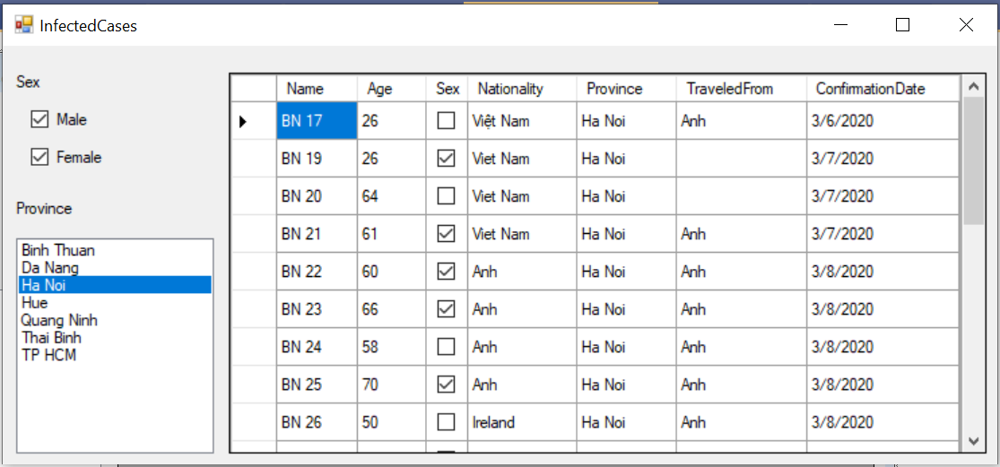 InfectedCases
Sex
Male
Female
Province
Binh Thuan
Da Nang
Ha Noi
Hue
Quang Ninh
Thai Binh
TP HCM
Name Age Sex Nationality Province TraveledFrom ConfirmationDate
BN 17 26 Việt Nam Ha Noi Anh 3/6/2020
BN 19 26 Viet Nam Ha Noi 3/7/2020
BN 20 64 Viet Nam Ha Noi 3/7/2020
BN 21 61 Viet Nam Ha Noi Anh 3/7/2020
BN 22 60 Anh Ha Noi Anh 3/8/2020
BN 23 66 Anh Ha Noi Anh 3/8/2020
BN 24 58 Anh Ha Noi Anh 3/8/2020
BN 25 70 Anh Ha Noi Anh 3/8/2020
BN 26 50 Ireland Ha Noi Anh 3/8/2020